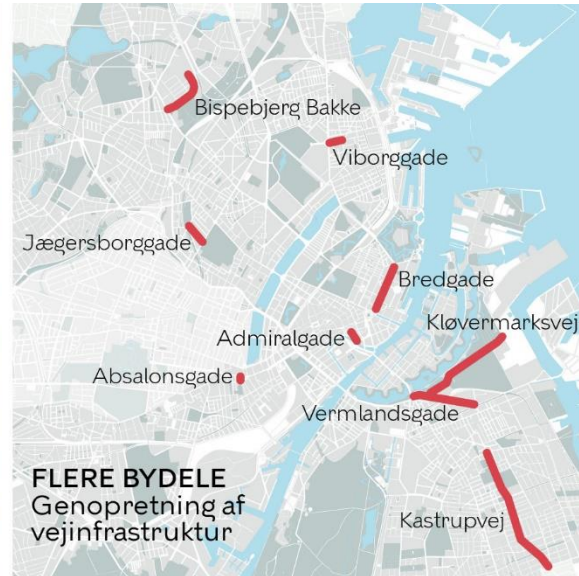 Bispebjerg Bakke
Viborggade
Jægersborggade
Bredgade
Kløvermarksvej
Admiralgade
Absalonsgade
Vermlandsgade
FLERE BYDELE
Genopretning af
vejinfrastruktur
Kastrupvej